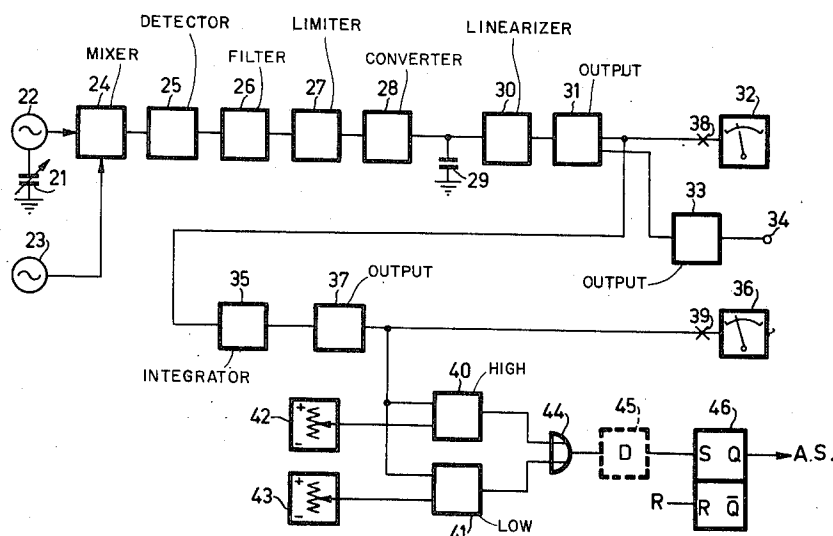 DETECTOR LIMITER LINEARIZER
MIXER FILTER CONVERTER OUTPUT
22 24 25 26 27 28 30 31 38 32
21 29 33 34
23 OUTPUT
35 37 OUTPUT 39 36
INTEGRATOR 40 HIGH
42 44 45 46
+ D S Q A.S.
-
43 R R Q̅
+ 41 LOW
-